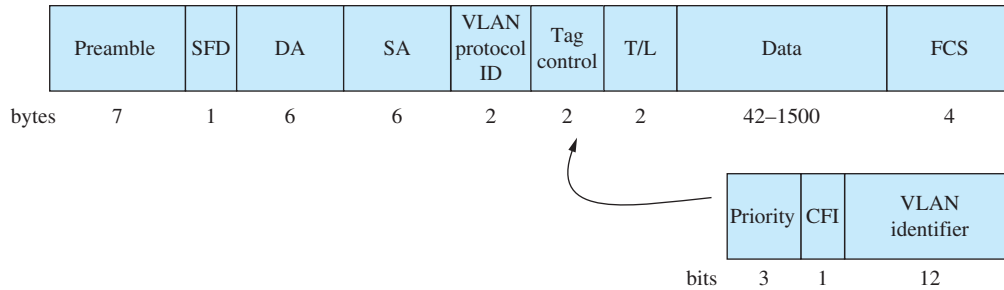 Preamble SFD DA SA VLAN protocol ID Tag control T/L Data FCS
bytes 7 1 6 6 2 2 2 42–1500 4
Priority CFI VLAN identifier
bits 3 1 12